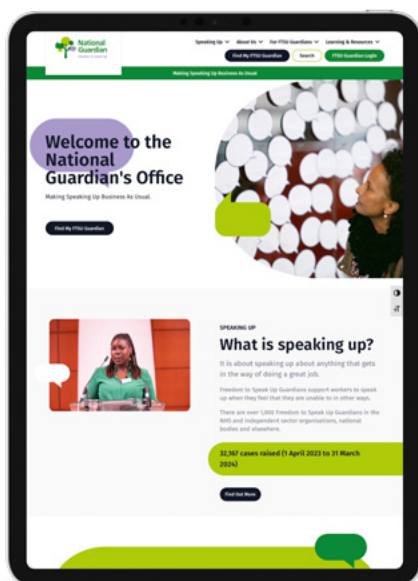 National
Guardian
Freedom to Speak Up
Speaking Up
About Us
For FTSU Guardians
Learning & Resources
Find My FTSU Guardian
Search
FTSU Guardian Login
Making Speaking Up Business As Usual
Welcome to the
National
Guardian's Office
Making Speaking Up Business As Usual.
Find My FTSU Guardian
SPEAKING UP
What is speaking up?
It is about speaking up about anything that gets
in the way of doing a great job.
Freedom to Speak Up Guardians support workers to speak
up when they feel that they are unable to in other ways.
There are over 1,000 Freedom to Speak Up Guardians in the
NHS and independent sector organisations, national
bodies and elsewhere.
32,167 cases raised (1 April 2023 to 31 March
2024)
Find Out More